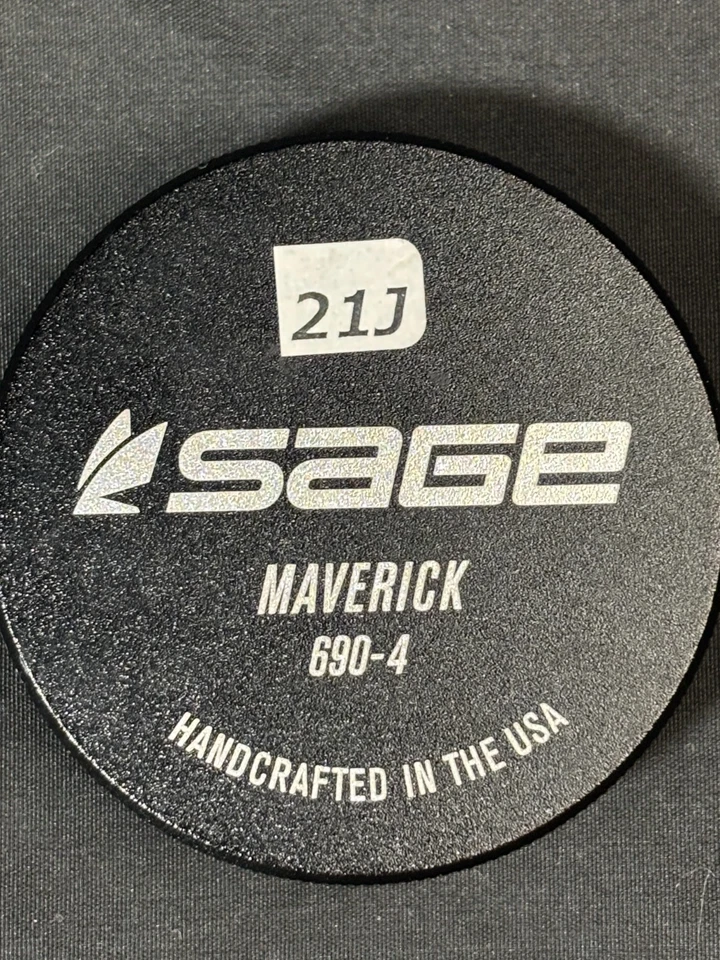 21J
SAGE
MAVERICK
690-4
HANDCRAFTED IN THE USA